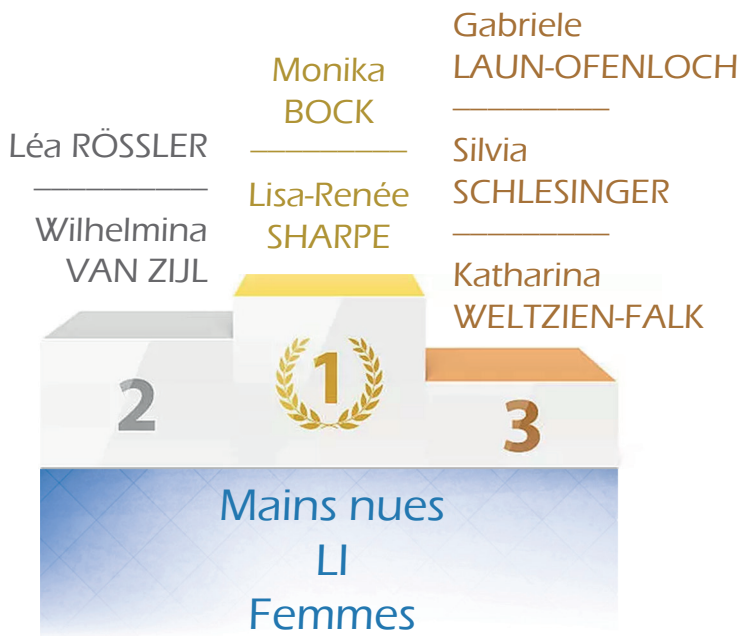 Léa RÖSSLER
Wilhelmina
VAN ZIJL
Monika
BOCK
Lisa-Renée
SHARPE
Gabriele
LAUN-OFENLOCH
Silvia
SCHLESINGER
Katharina
WELTZIEN-FALK
2
1
3
Mains nues
LI
Femmes